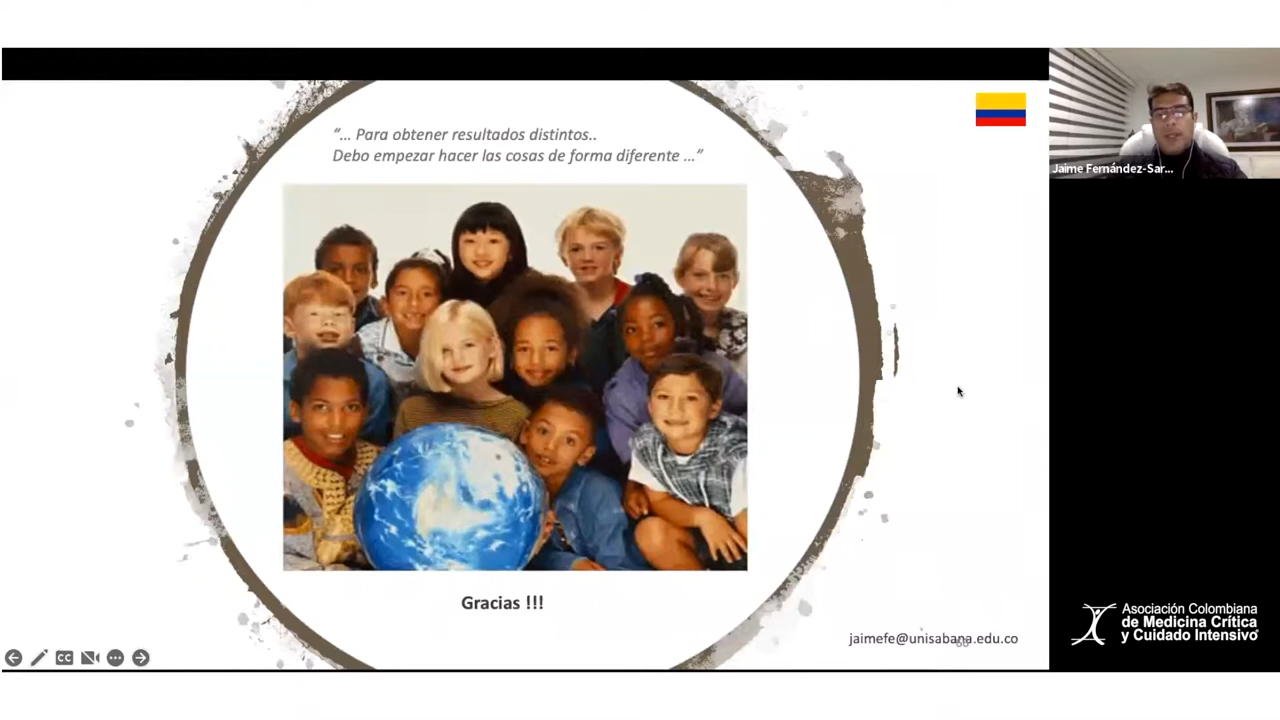 "... Para obtener resultados distintos..
Debo empezar hacer las cosas de forma diferente ..."
Jaime Fernández-Sar...
Gracias !!!
jaimefe@unisabana.edu.co
CC
Asociación Colombiana
de Medicina Crítica
y Cuidado Intensivo